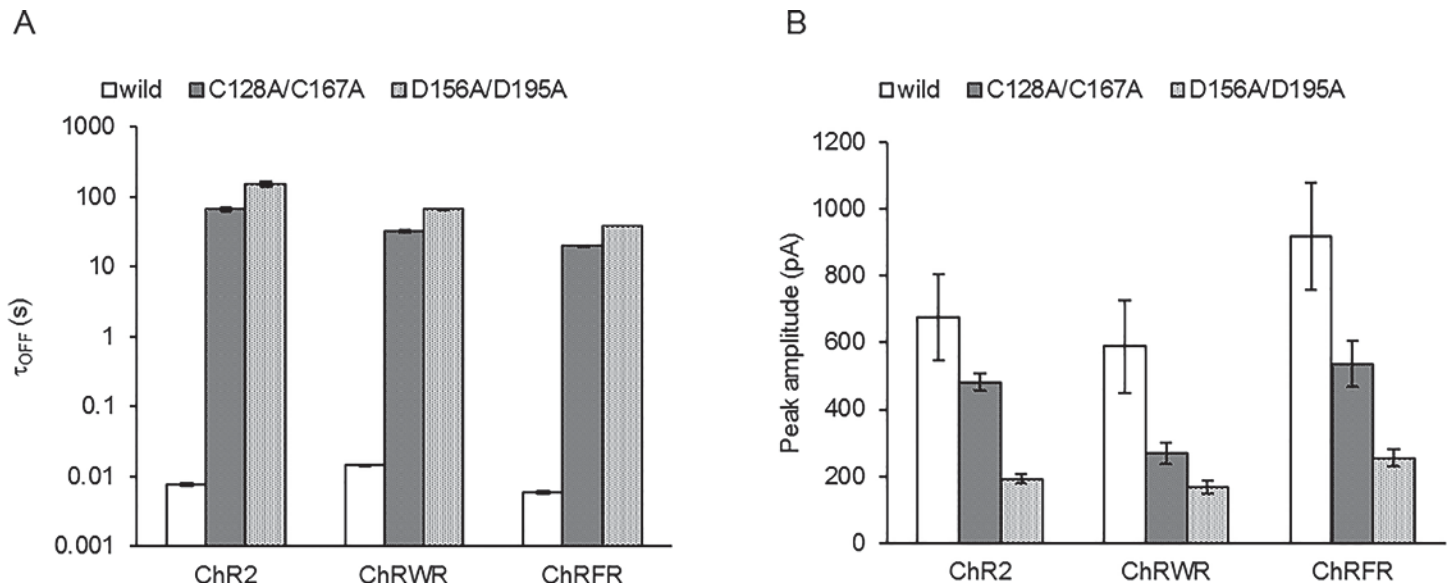 A
wild C128A/C167A D156A/D195A
1000
100
10
1
0.1
0.01
0.001
τOFF (s)
ChR2 ChRWR ChRFR
B
wild C128A/C167A D156A/D195A
1200
1000
800
600
400
200
0
Peak amplitude (pA)
ChR2 ChRWR ChRFR